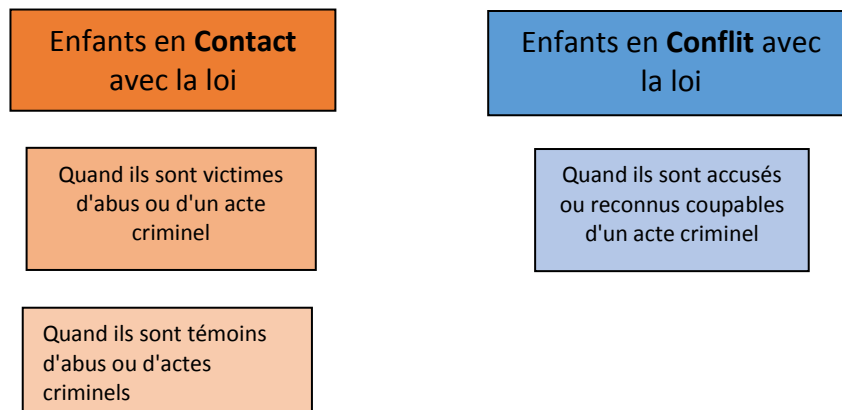 Enfants en Contact
avec la loi
Enfants en Conflit avec
la loi
Quand ils sont victimes
d'abus ou d'un acte
criminel
Quand ils sont accusés
ou reconnus coupables
d'un acte criminel
Quand ils sont témoins
d'abus ou d'actes
criminels